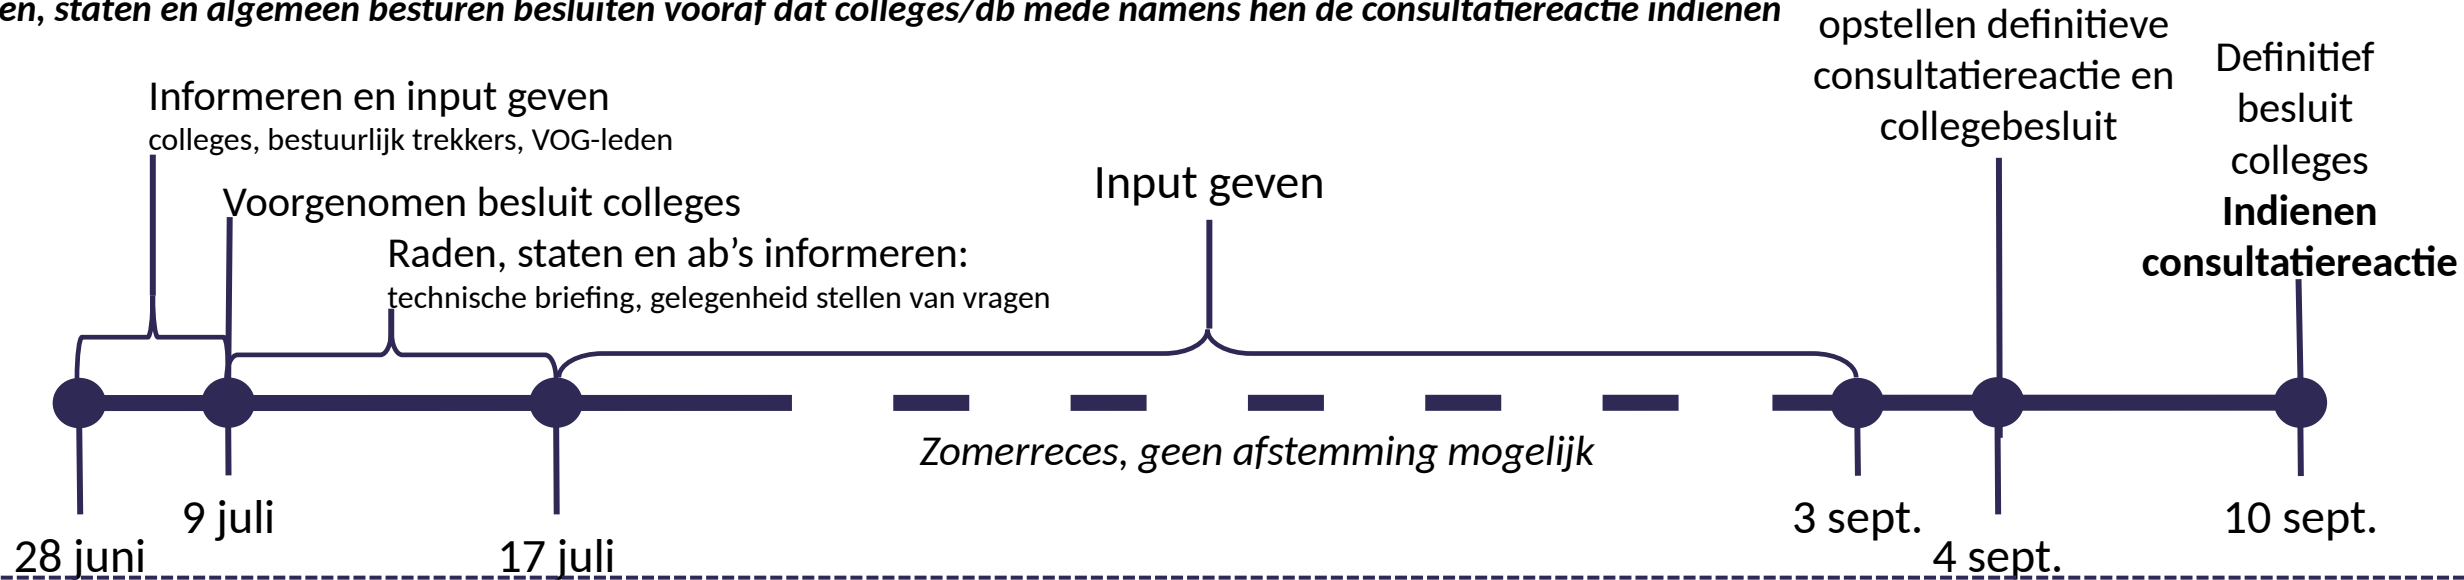 en, staten en algemeen besturen besluiten vooraf dat colleges/db mede namens hen de consultatiereactie indienen
opstellen definitieve
consultatiereactie en
collegebesluit
Definitief
besluit
colleges
Indienen
consultatiereactie
Informeren en input geven
colleges, bestuurlijk trekkers, VOG-leden
Voorgenomen besluit colleges
Raden, staten en ab's informeren:
technische briefing, gelegenheid stellen van vragen
Input geven
Zomerreces, geen afstemming mogelijk
28 juni
9 juli
17 juli
3 sept.
4 sept.
10 sept.